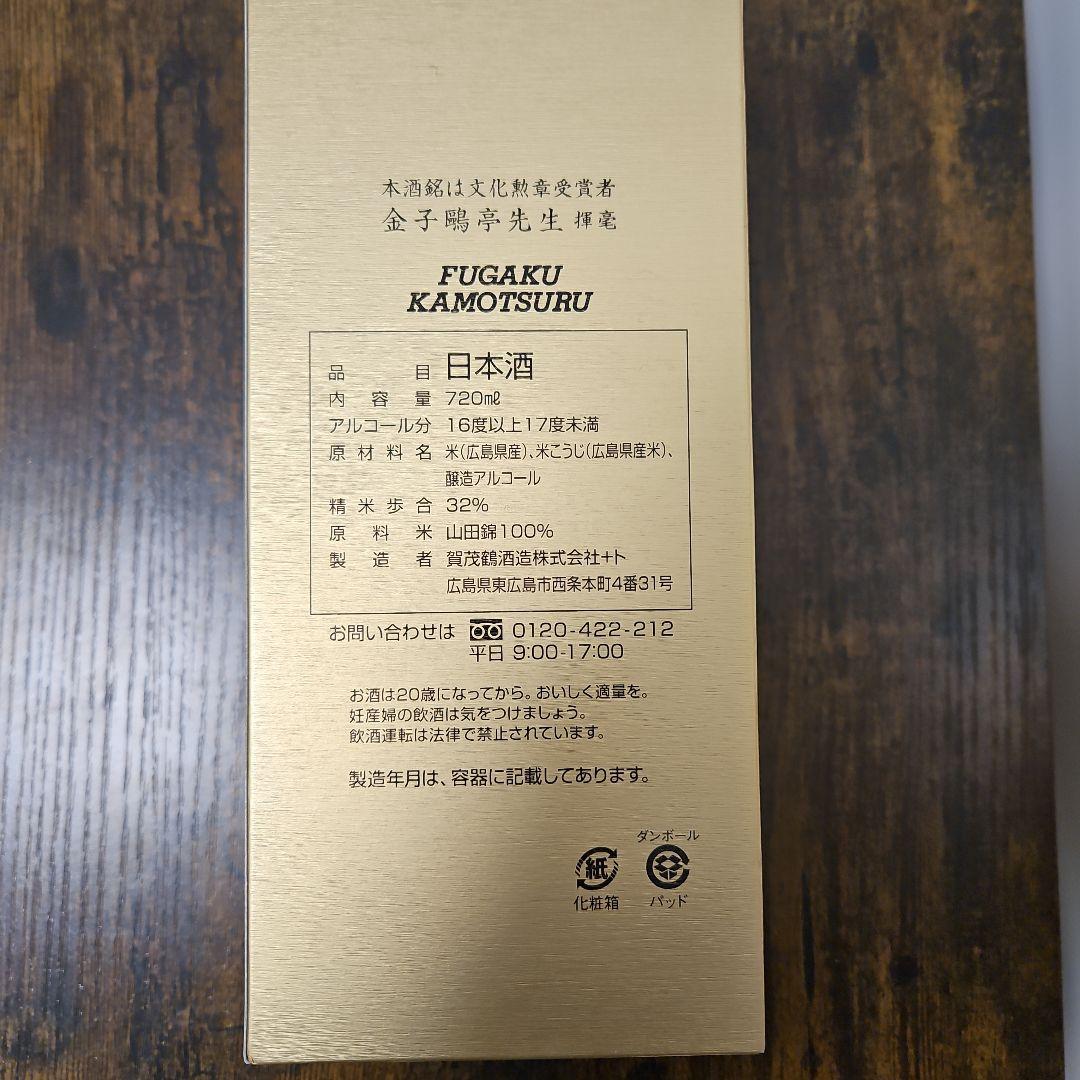 本酒銘は文化勲章受賞者
金子鷗亭先生 揮毫
FUGAKU
KAMOTSURU
品目 日本酒
内容量 720㎖
アルコール分 16度以上17度未満
原材料名 米(広島県産)、米こうじ(広島県産米)、
醸造アルコール
精米歩合 32%
原料米 山田錦100%
製造者 賀茂鶴酒造株式会社+ト
広島県東広島市西条本町4番31号
お問い合わせは 0120-422-212
平日 9:00-17:00
お酒は20歳になってから。おいしく適量を。
妊産婦の飲酒は気をつけましょう。
飲酒運転は法律で禁止されています。
製造年月は、容器に記載してあります。
ダンボール
紙
化粧箱 パッド